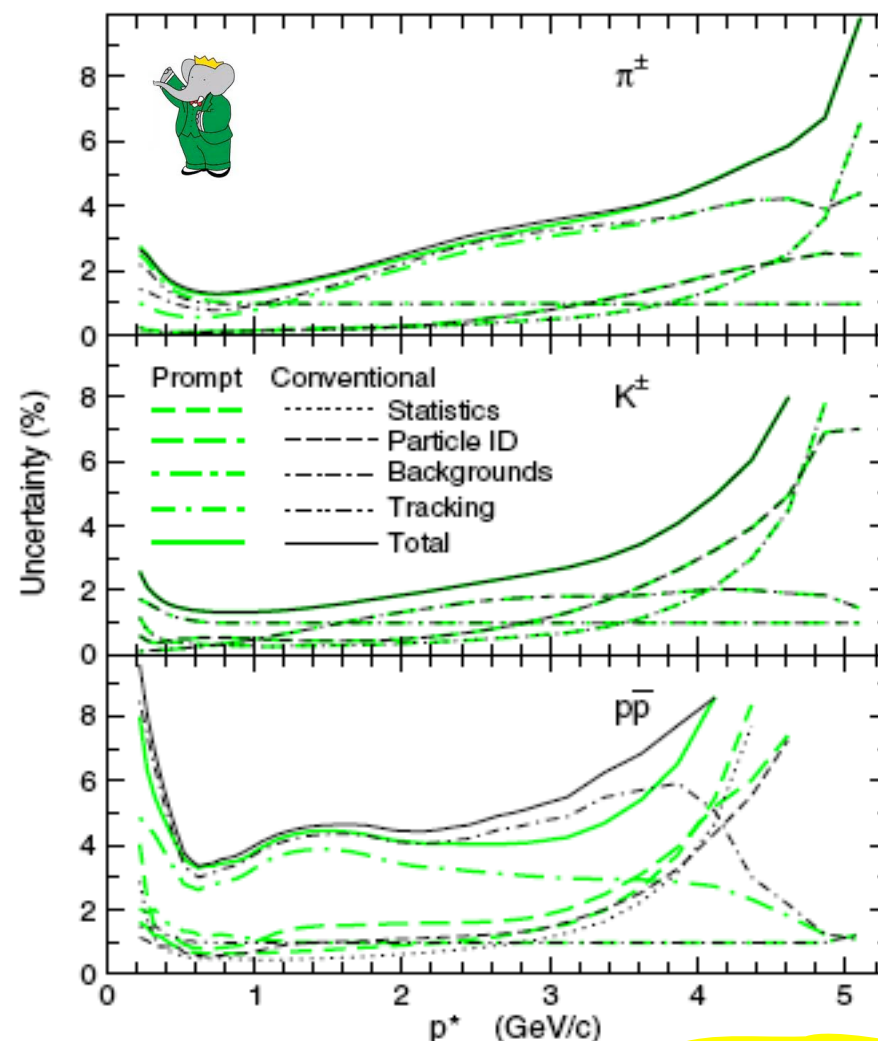 8
6
4
2
0
π±
Uncertainty (%)
8
6
4
2
0
Prompt Conventional
Statistics
Particle ID
Backgrounds
Tracking
Total
K±
8
6
4
2
0
pp̅
0 1 2 3 4 5
p* (GeV/c)